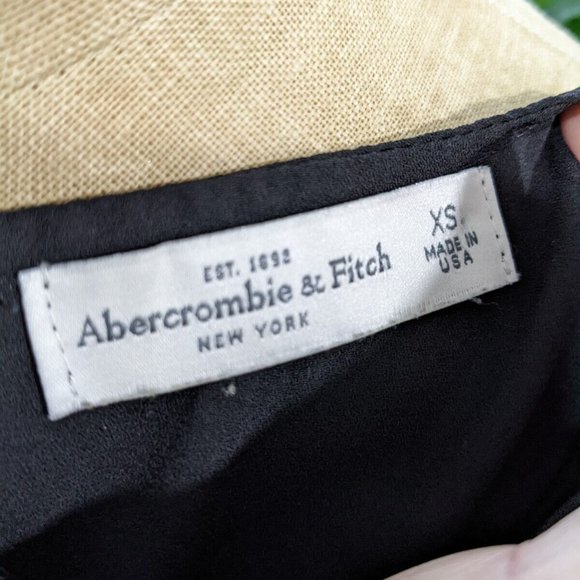 EST. 1892
Abercrombie & Fitch
NEW YORK
XS
MADE IN
USA